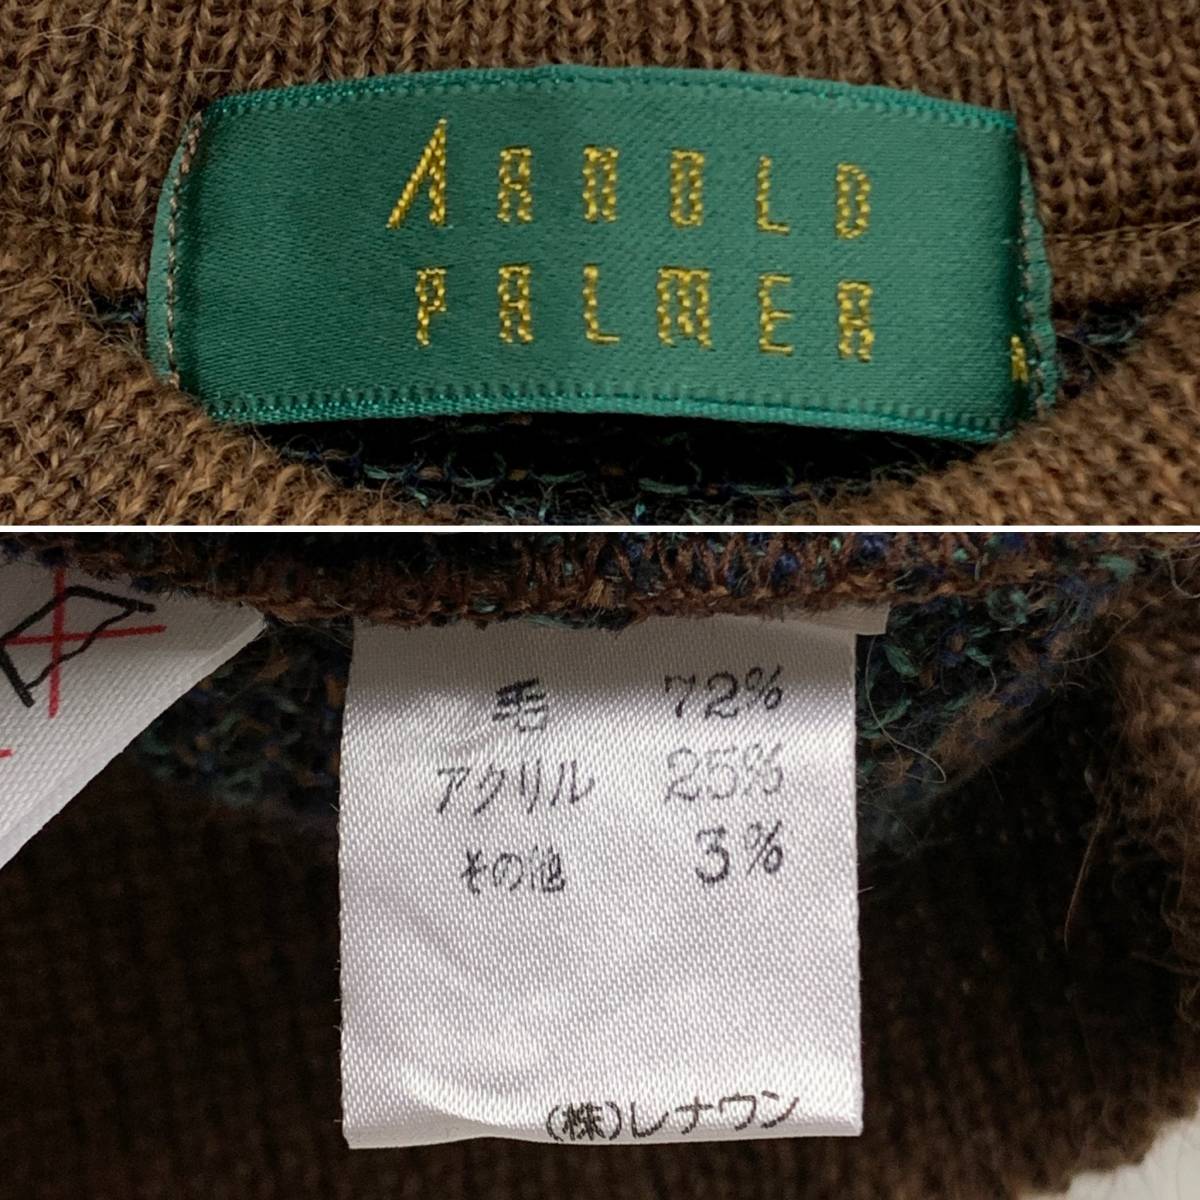 ARNOLD
PALMER
毛 72%
アクリル 25%
その他 3%
(株)レナウン